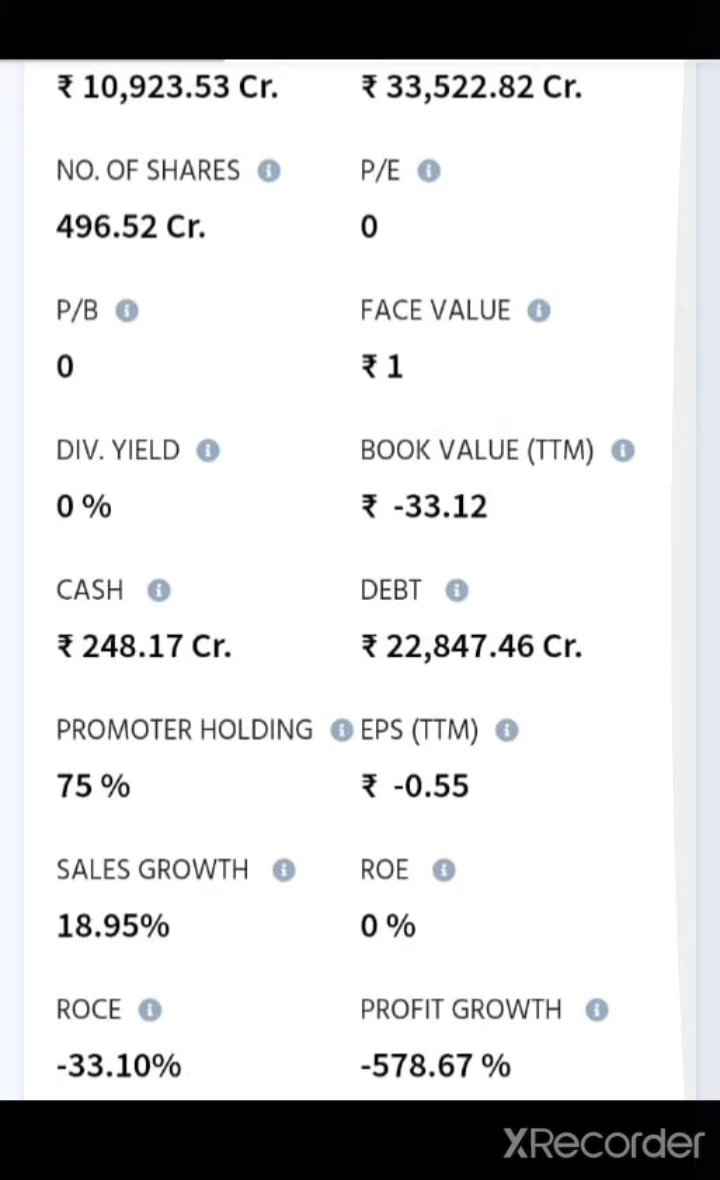 ₹ 10,923.53 Cr. ₹ 33,522.82 Cr.
NO. OF SHARES P/E
496.52 Cr. 0
P/B FACE VALUE
0 ₹ 1
DIV. YIELD BOOK VALUE (TTM)
0 % ₹ -33.12
CASH DEBT
₹ 248.17 Cr. ₹ 22,847.46 Cr.
PROMOTER HOLDING EPS (TTM)
75 % ₹ -0.55
SALES GROWTH ROE
18.95% 0 %
ROCE PROFIT GROWTH
-33.10% -578.67 %
XRecorder